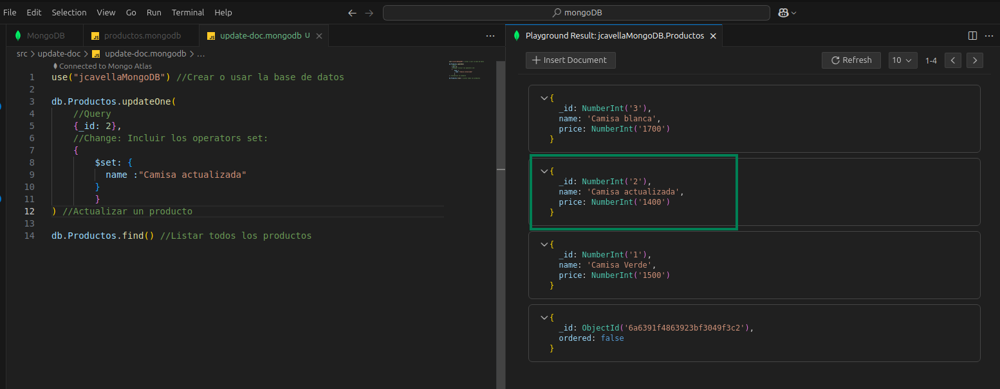 File Edit Selection View Go Run Terminal Help
mongoDB
MongoDB
productos.mongodb
update-doc.mongodb U
src > update-doc > update-doc.mongodb > ...
Connected to Mongo Atlas
1 use("jcavellaMongoDB") //Crear o usar la base de datos
2
3 db.Productos.updateOne(
4 //Query
5 {_id: 2},
6 //Change: Incluir los operators set:
7 {
8 $set: {
9 name :"Camisa actualizada"
10 }
11 }
12 ) //Actualizar un producto
13
14 db.Productos.find() //Listar todos los productos
Playground Result: jcavellaMongoDB.Productos
Insert Document
Refresh
10
1-4
{
_id: NumberInt('3'),
name: 'Camisa blanca',
price: NumberInt('1700')
}
{
_id: NumberInt('2'),
name: 'Camisa actualizada',
price: NumberInt('1400')
}
{
_id: NumberInt('1'),
name: 'Camisa Verde',
price: NumberInt('1500')
}
{
_id: ObjectId('6a6391f4863923bf3049f3c2'),
ordered: false
}